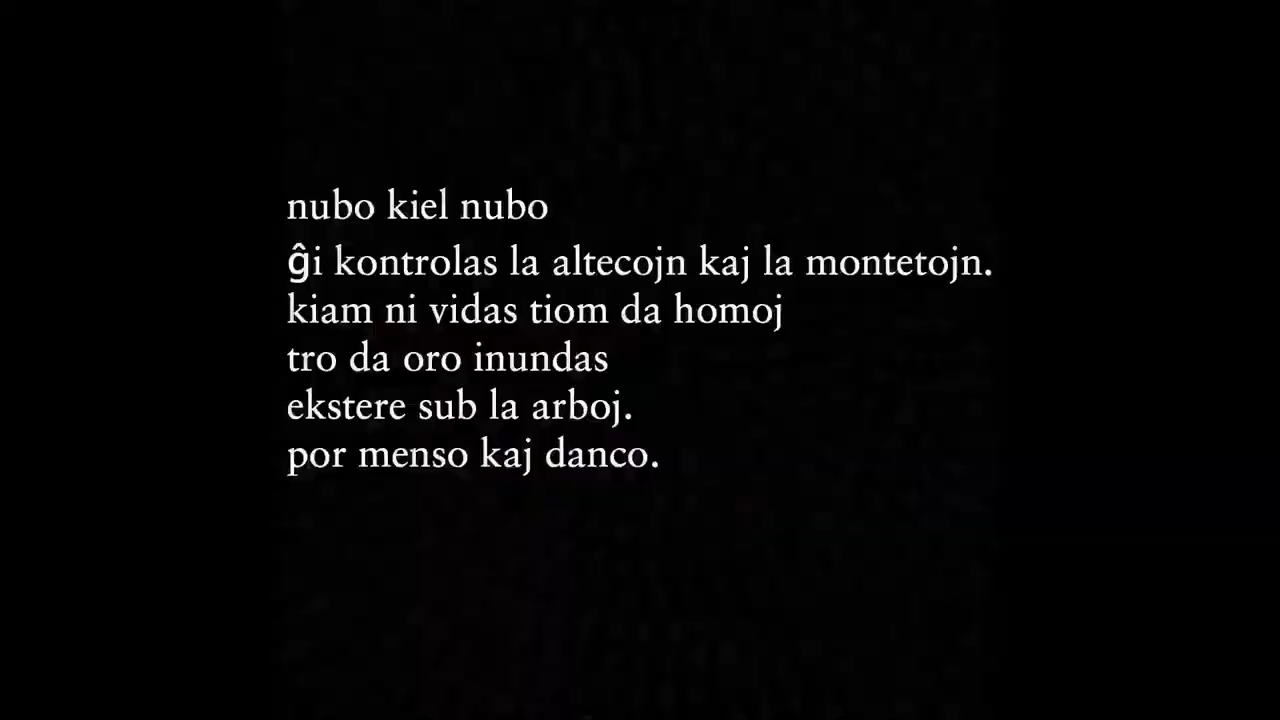 nubo kiel nubo
ĝi kontrolas la altecojn kaj la montetojn.
kiam ni vidas tiom da homoj
tro da oro inundas
ekstere sub la arboj.
por menso kaj danco.